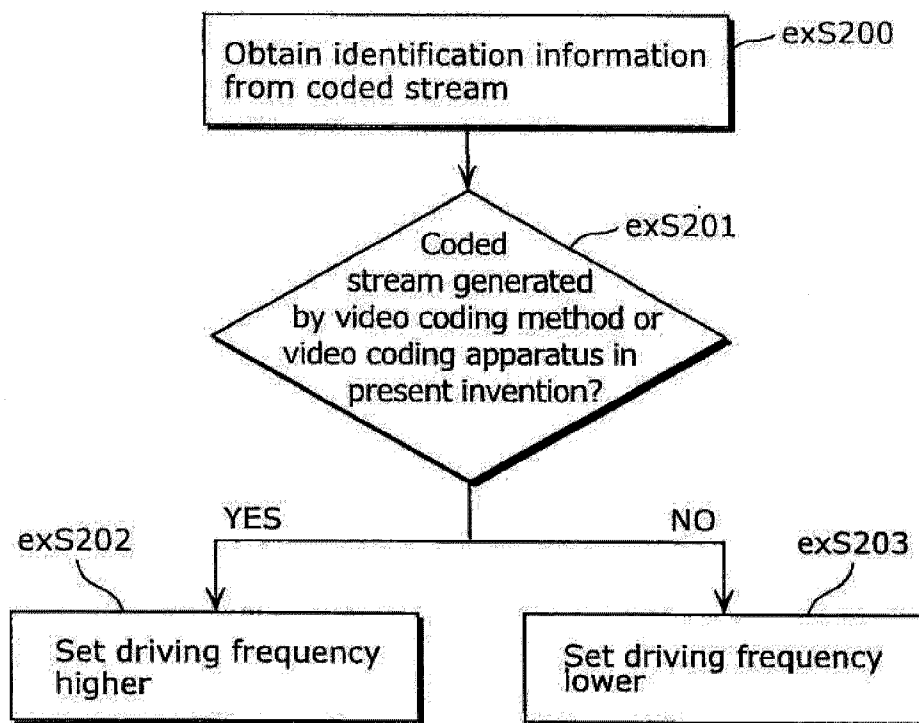 exS200
Obtain identification information
from coded stream
exS201
Coded
stream generated
by video coding method or
video coding apparatus in
present invention?
YES
NO
exS202
exS203
Set driving frequency
higher
Set driving frequency
lower